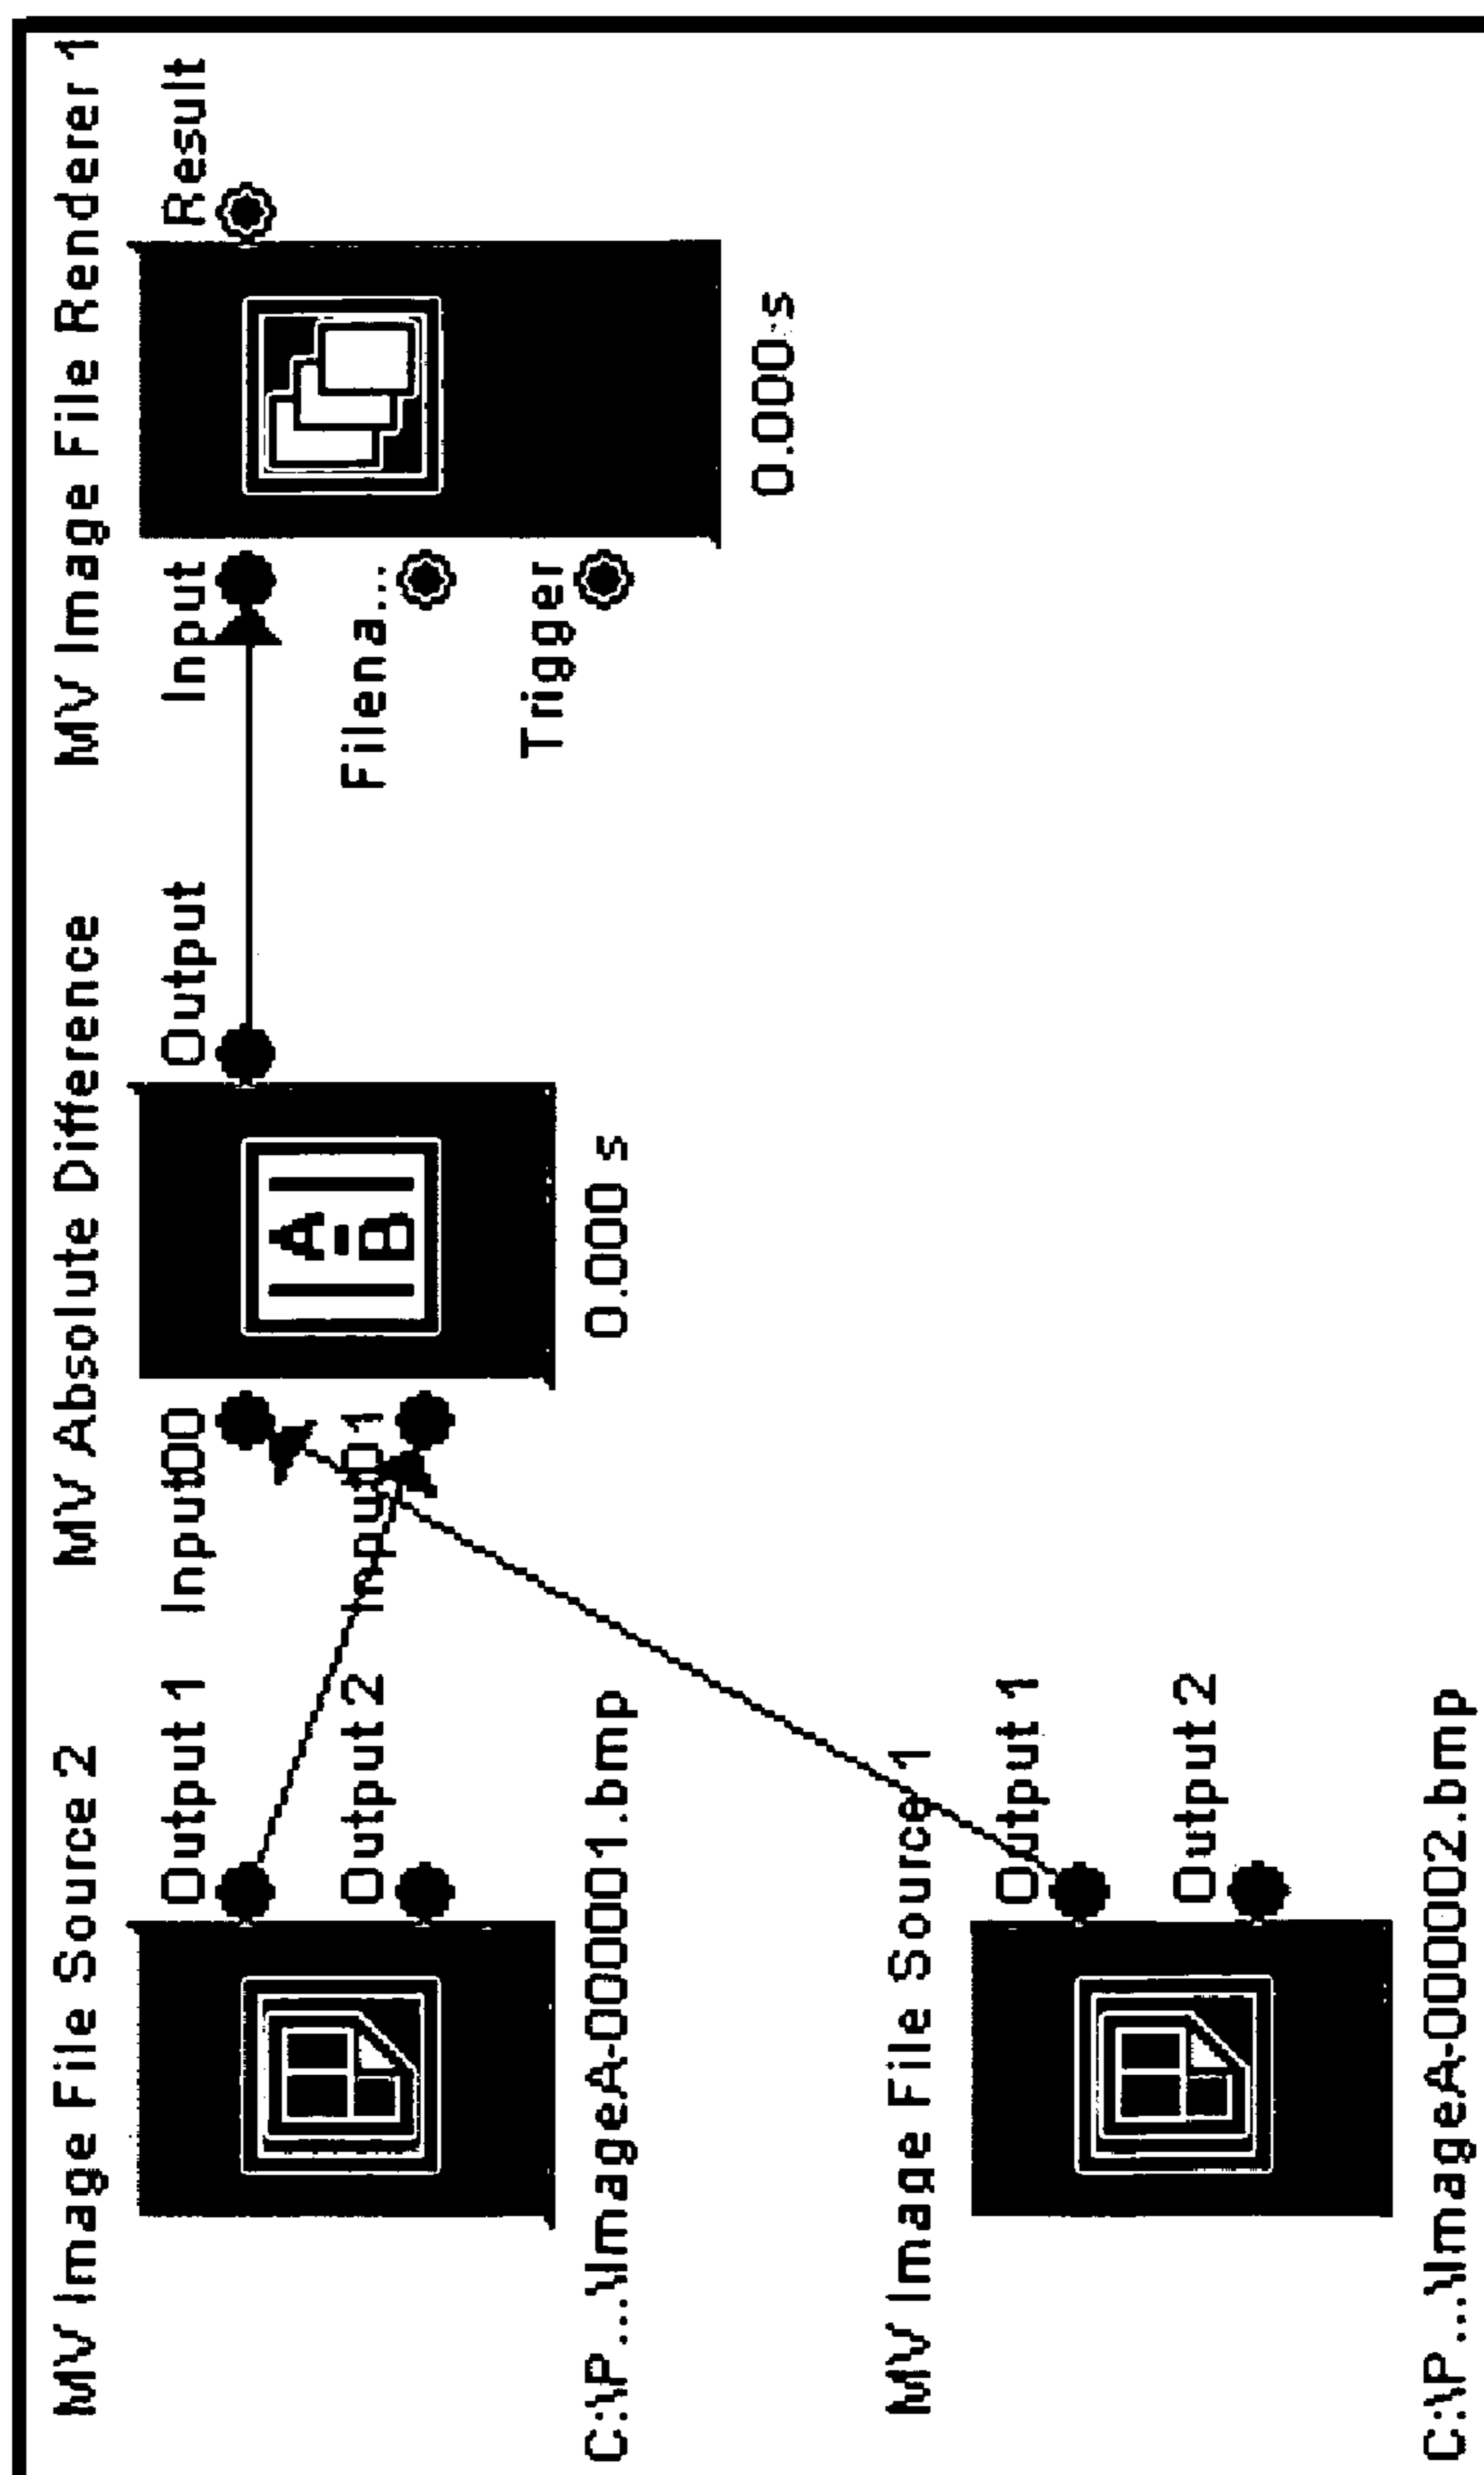 MV Image File Source 2
Output 1
Output 2
C:\P...\ImageA-00001.bmp
MV Absolute Difference
Input00
Input01
Output
|A-B|
0.000 s
MV Image File Renderer 1
Input
Filena...
Trigger
Result
0.000 s
MV Image File Source 1
Output 1
Output 2
C:\P...\ImageA-00002.bmp